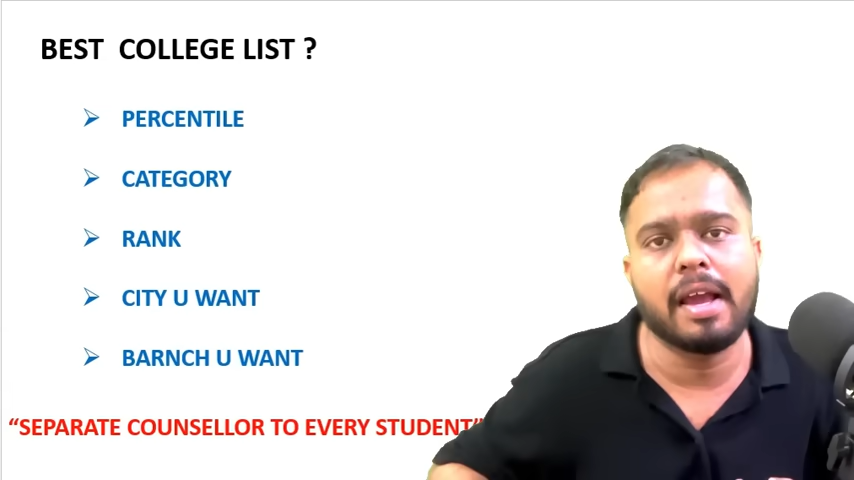 BEST COLLEGE LIST ?
PERCENTILE
CATEGORY
RANK
CITY U WANT
BARNCH U WANT
“SEPARATE COUNSELLOR TO EVERY STUDENT”